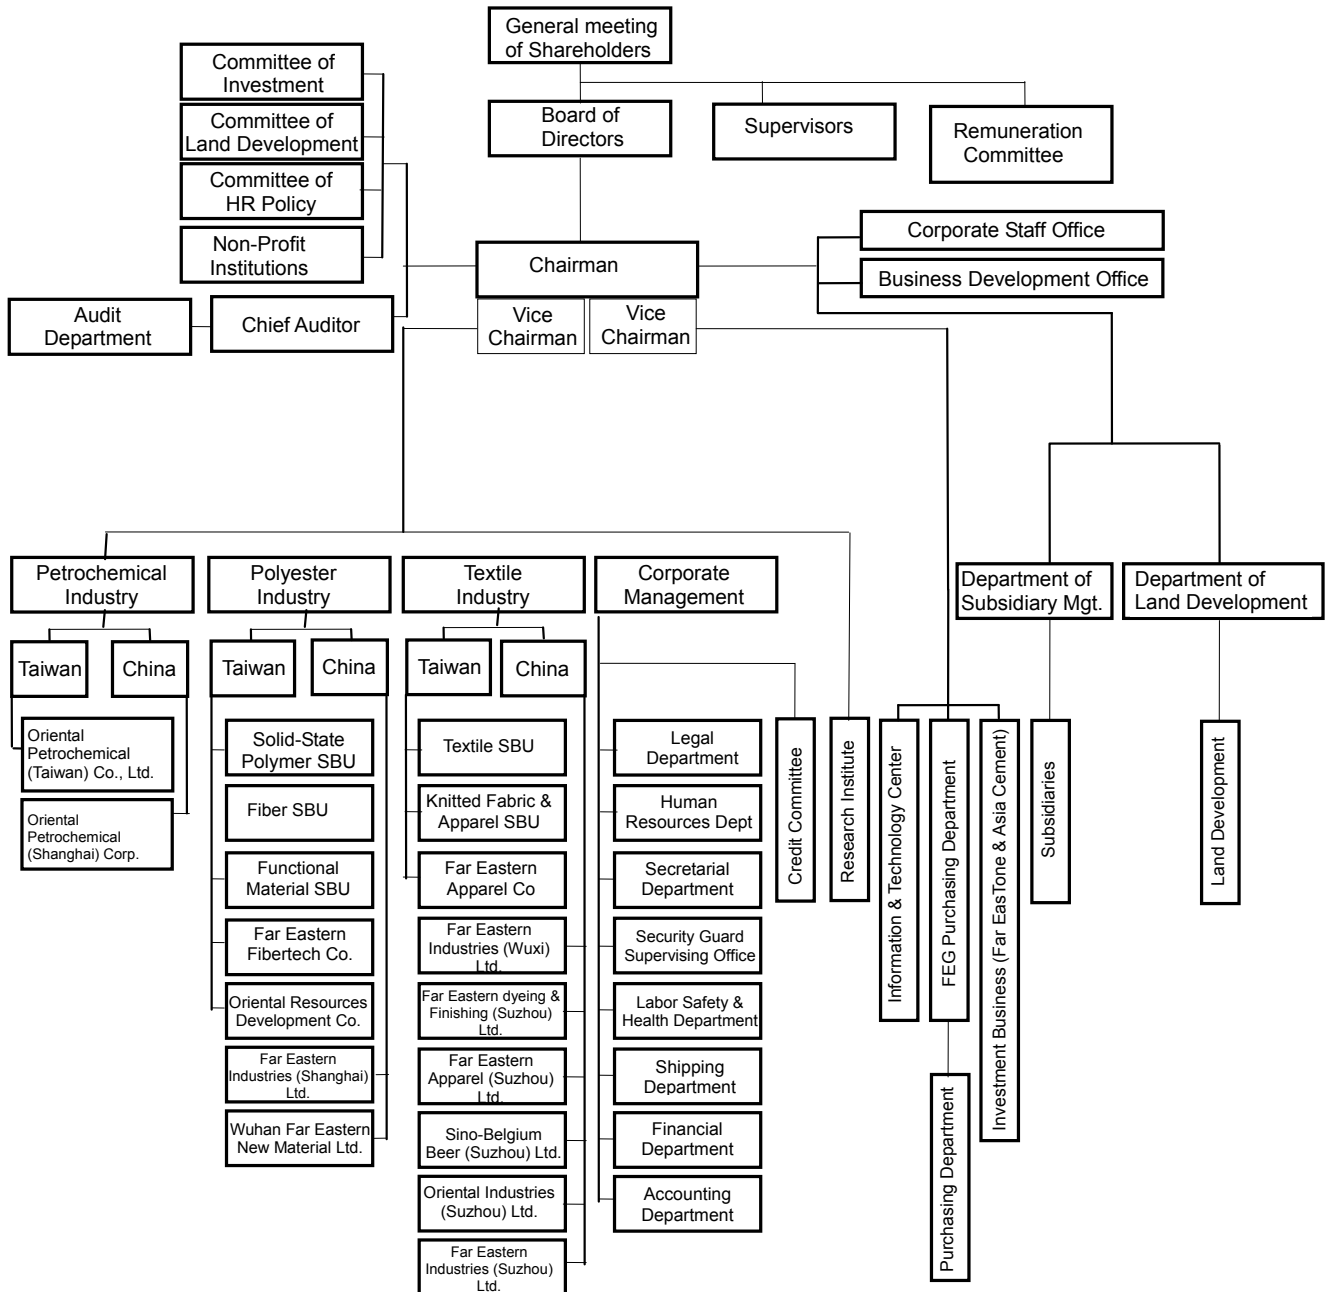 General meeting
of Shareholders
Committee of
Investment
Committee of
Land Development
Committee of
HR Policy
Non-Profit
Institutions
Board of
Directors
Supervisors
Remuneration
Committee
Corporate Staff Office
Chairman
Business Development Office
Audit
Department
Chief Auditor
Vice
Chairman
Vice
Chairman
Petrochemical
Industry
Polyester
Industry
Textile
Industry
Corporate
Management
Department of
Subsidiary Mgt.
Department of
Land Development
Taiwan
China
Taiwan
China
Taiwan
China
Oriental
Petrochemical
(Taiwan) Co., Ltd.
Oriental
Petrochemical
(Shanghai) Corp.
Solid-State
Polymer SBU
Fiber SBU
Functional
Material SBU
Far Eastern
Fibertech Co.
Oriental Resources
Development Co.
Far Eastern
Industries (Shanghai)
Ltd.
Wuhan Far Eastern
New Material Ltd.
Textile SBU
Knitted Fabric &
Apparel SBU
Far Eastern
Apparel Co
Far Eastern
Industries (Wuxi)
Ltd.
Far Eastern dyeing &
Finishing (Suzhou)
Ltd.
Far Eastern
Apparel (Suzhou)
Ltd.
Sino-Belgium
Beer (Suzhou) Ltd.
Oriental Industries
(Suzhou) Ltd.
Far Eastern
Industries (Suzhou)
Ltd.
Legal
Department
Human
Resources Dept
Secretarial
Department
Security Guard
Supervising Office
Labor Safety &
Health Department
Shipping
Department
Financial
Department
Accounting
Department
Credit Committee
Research Institute
Information & Technology Center
FEG Purchasing Department
Purchasing Department
Investment Business (Far EasTone & Asia Cement)
Subsidiaries
Land Development